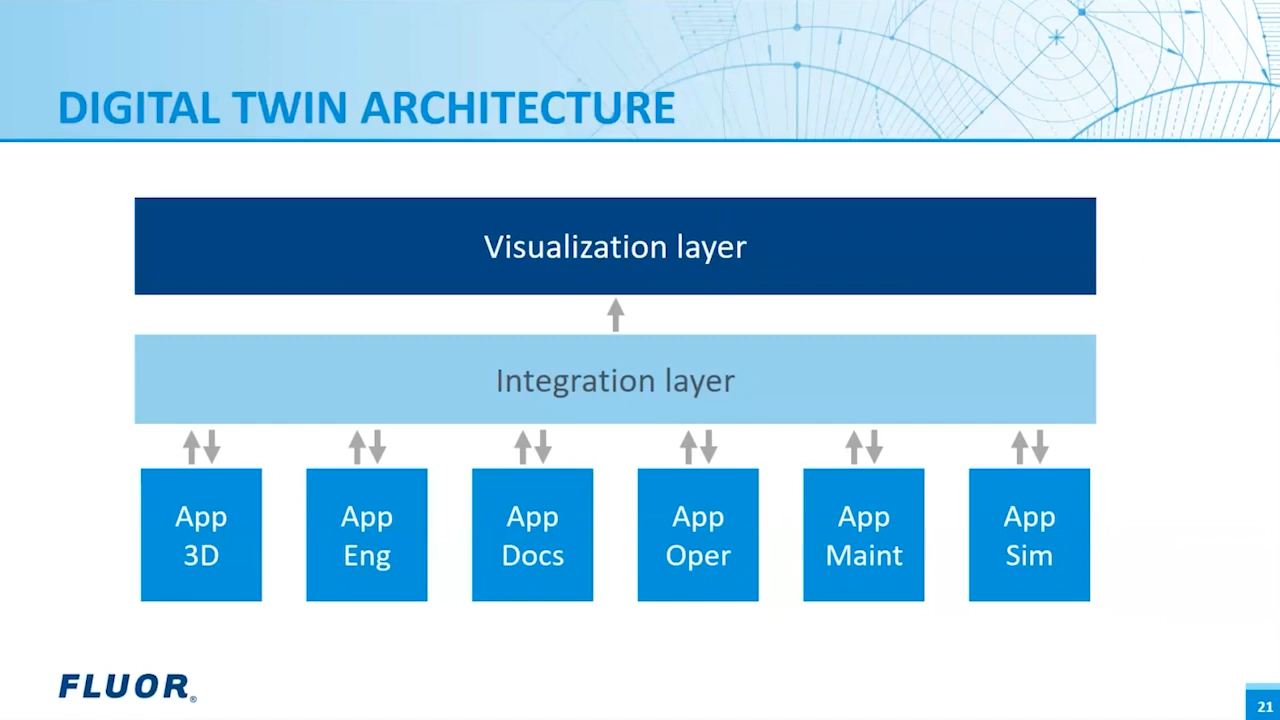 DIGITAL TWIN ARCHITECTURE
Visualization layer
Integration layer
App
3D
App
Eng
App
Docs
App
Oper
App
Maint
App
Sim
FLUOR®
21